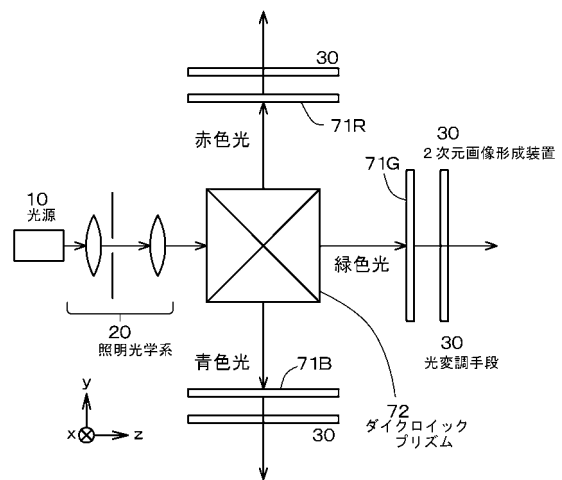 30
71R
赤色光
30
2次元画像形成装置
71G
10
光源
緑色光
20
照明光学系
30
光変調手段
青色光
71B
72
ダイクロイック
プリズム
30
y
x
z